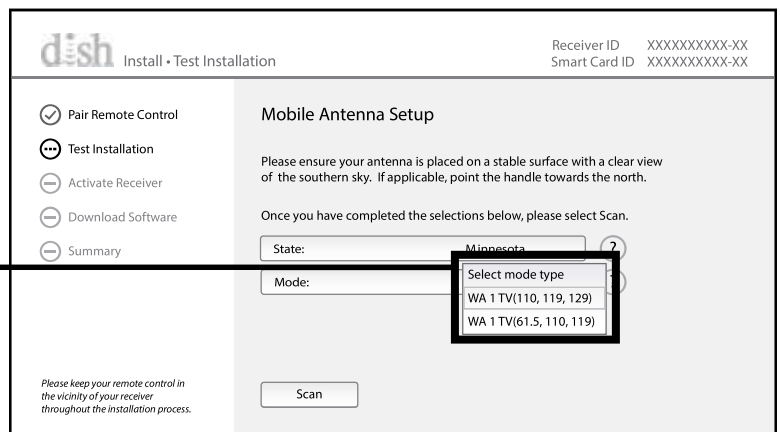 dish Install • Test Installation
Receiver ID XXXXXXXXXX-XX
Smart Card ID XXXXXXXXXX-XX
Pair Remote Control
Test Installation
Activate Receiver
Download Software
Summary
Please keep your remote control in
the vicinity of your receiver
throughout the installation process.
Mobile Antenna Setup
Please ensure your antenna is placed on a stable surface with a clear view
of the southern sky. If applicable, point the handle towards the north.
Once you have completed the selections below, please select Scan.
State: Minnesota ?
Mode:
Select mode type
WA 1 TV(110, 119, 129)
WA 1 TV(61.5, 110, 119)
Scan